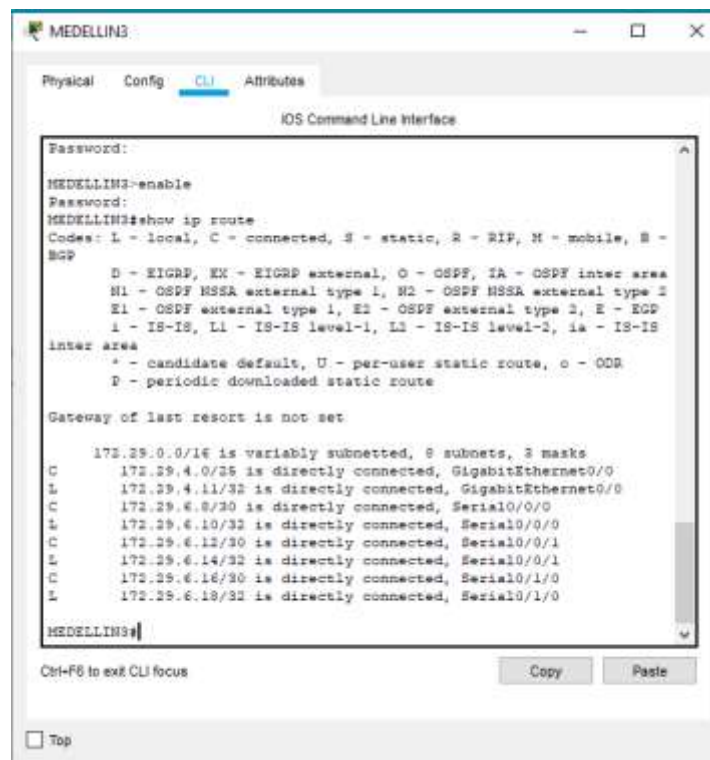 MEDELLIN3
Physical Config CLI Attributes
IOS Command Line Interface
Password:
MEDELLIN3>enable
Password:
MEDELLIN3#show ip route
Codes: L - local, C - connected, S - static, R - RIP, M - mobile, B -
BGP
D - EIGRP, EX - EIGRP external, O - OSPF, IA - OSPF inter area
N1 - OSPF NSSA external type 1, N2 - OSPF NSSA external type 2
E1 - OSPF external type 1, E2 - OSPF external type 2, E - EGP
i - IS-IS, L1 - IS-IS level-1, L2 - IS-IS level-2, ia - IS-IS
inter area
* - candidate default, U - per-user static route, o - ODR
P - periodic downloaded static route
Gateway of last resort is not set
172.29.0.0/16 is variably subnetted, 8 subnets, 3 masks
C 172.29.4.0/25 is directly connected, GigabitEthernet0/0
L 172.29.4.11/32 is directly connected, GigabitEthernet0/0
C 172.29.6.8/30 is directly connected, Serial0/0/0
L 172.29.6.10/32 is directly connected, Serial0/0/0
C 172.29.6.12/30 is directly connected, Serial0/0/1
L 172.29.6.14/32 is directly connected, Serial0/0/1
C 172.29.6.16/30 is directly connected, Serial0/1/0
L 172.29.6.18/32 is directly connected, Serial0/1/0
MEDELLIN3#
Ctrl+F6 to exit CLI focus
Copy Paste
Top